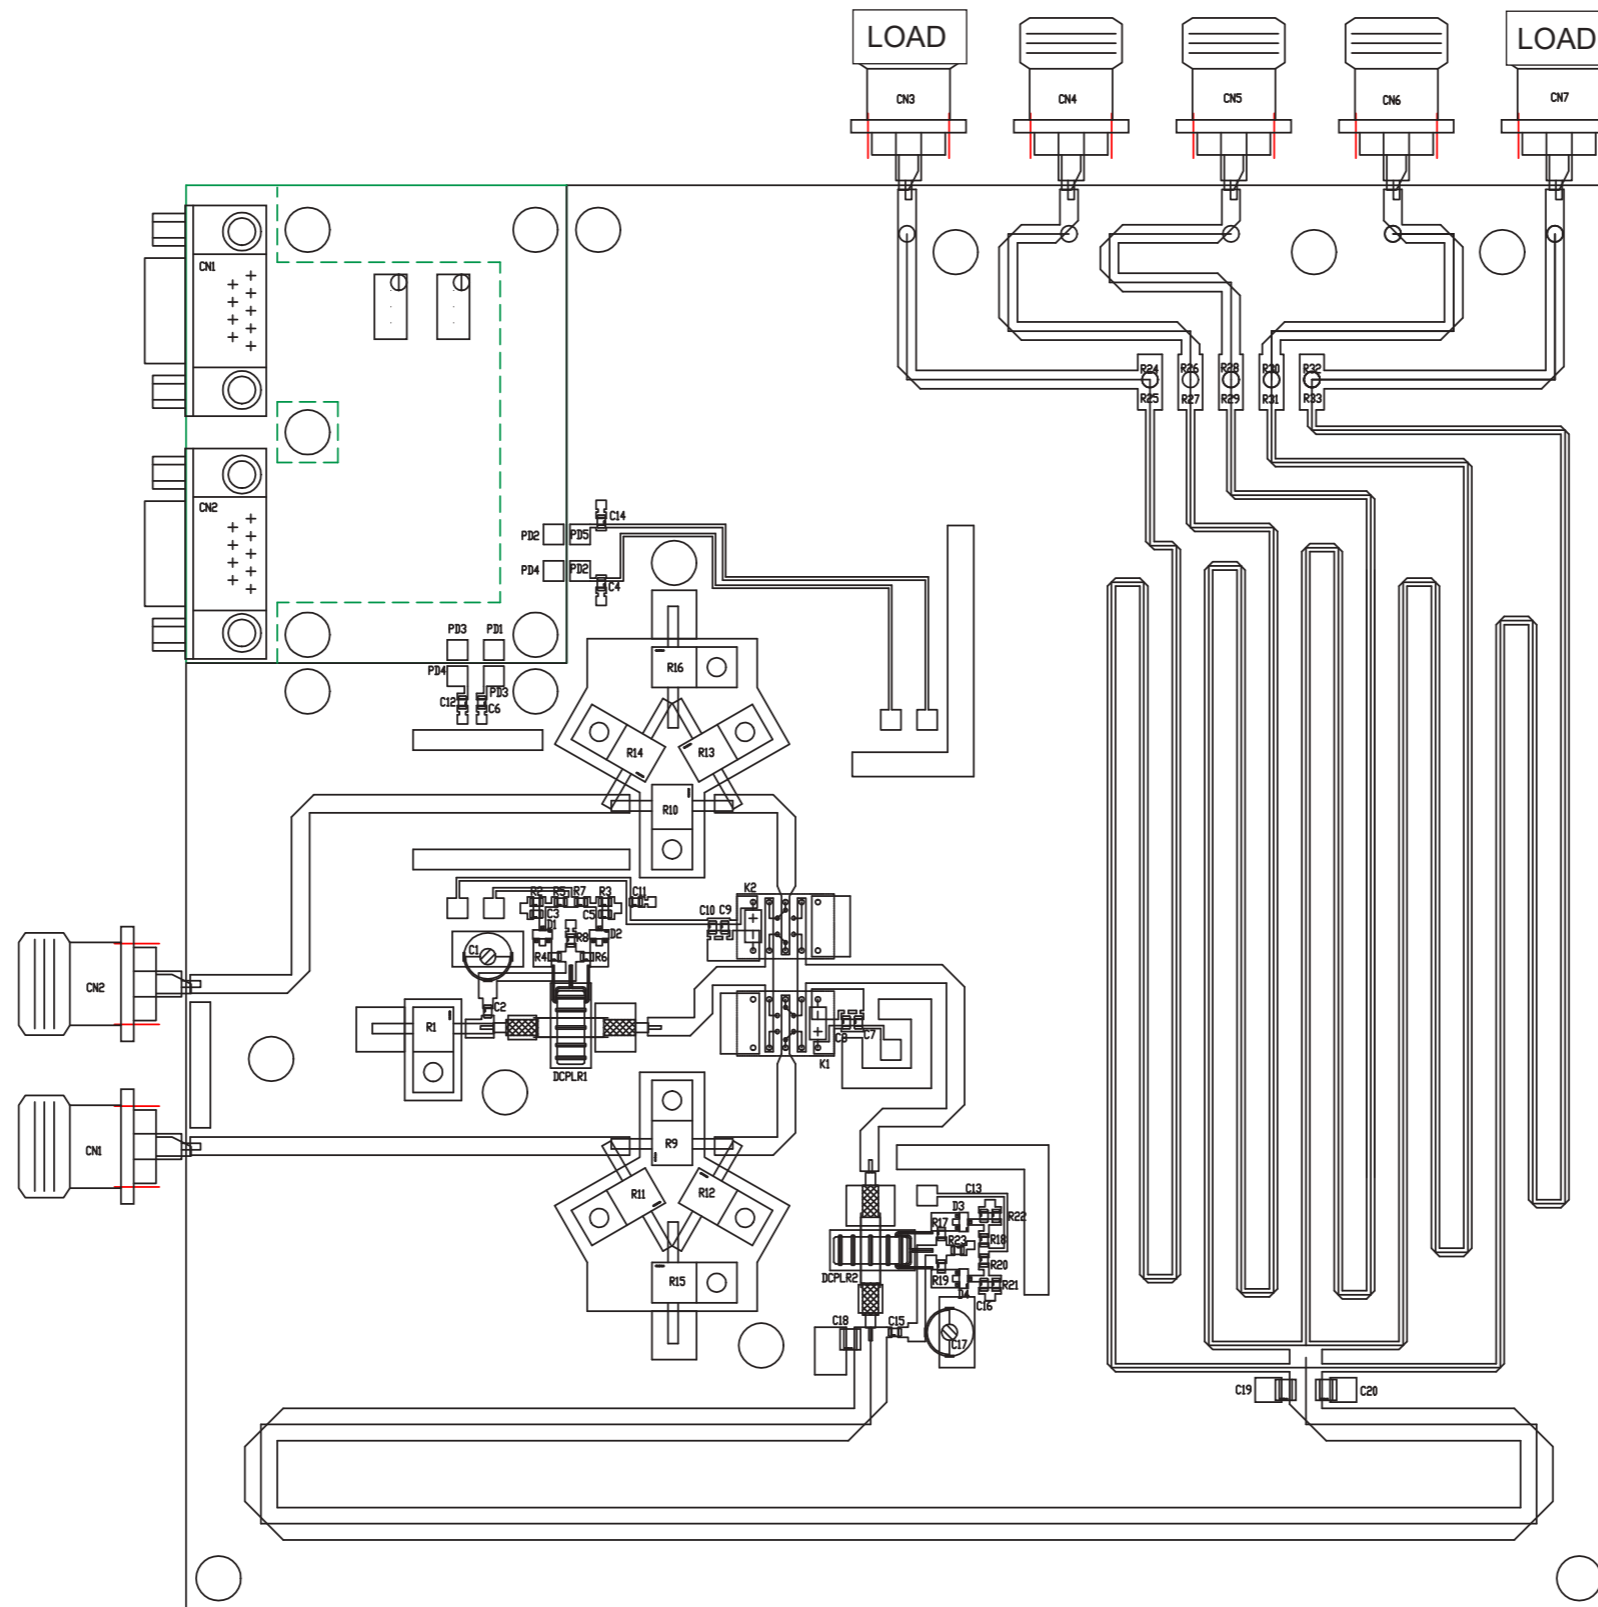 LOAD
LOAD
CN3
CN4
CN5
CN6
CN7
CN1
R24
R26
R28
R30
R32
R25
R27
R29
R31
R33
CN2
C14
PD2
PD5
PD4
PD2
C4
PD3
PD1
PD4
PD3
C12
C6
R16
R14
R13
R10
R2
R5
R7
R3
C11
K2
C3
C5
C10
C9
D1
D2
R8
C1
R4
R6
CN2
C2
R1
C8
C7
K1
DCPLR1
CN1
R9
R11
R12
C13
D3
R17
R22
R23
R18
R20
R15
DCPLR2
R19
R21
D4
C16
C18
C15
C17
C19
C20
+
−
−
+